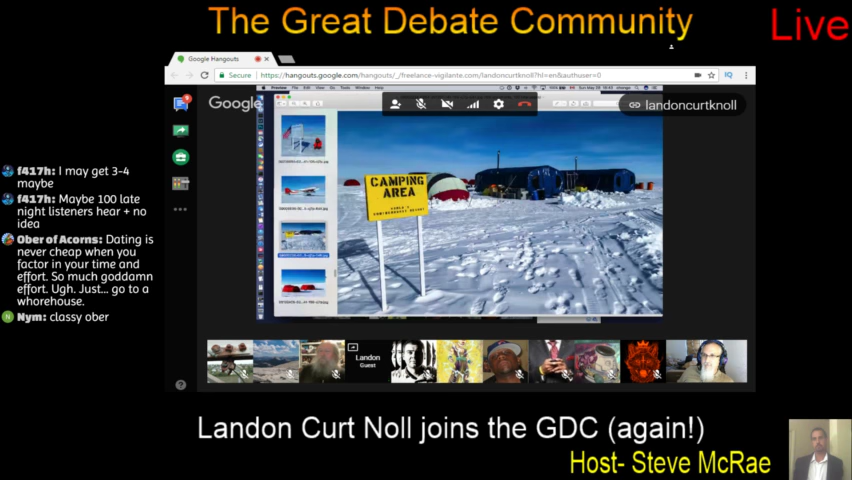 The Great Debate Community
Live
Google Hangouts
Secure
https://hangouts.google.com/hangouts/_/freelance-vigilante.com/landoncurtknoll?hl=en&authuser=0
Google
landoncurtknoll
CAMPING
AREA
f417h: I may get 3-4
maybe
f417h: Maybe 100 late
night listeners hear + no
idea
Ober of Acorns: Dating is
never cheap when you
factor in your time and
effort. So much goddamn
effort. Ugh. Just... go to a
whorehouse.
Nym: classy ober
Landon
Guest
Landon Curt Noll joins the GDC (again!)
Host- Steve McRae